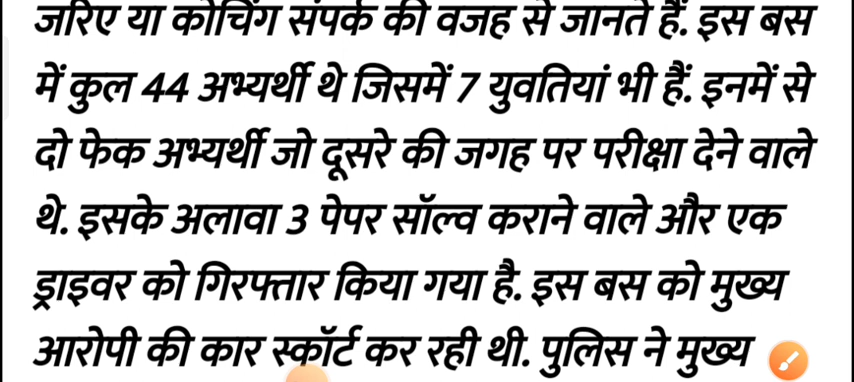 जरिए या कोचिंग संपर्क की वजह से जानते हैं. इस बस
में कुल 44 अभ्यर्थी थे जिसमें 7 युवतियां भी हैं. इनमें से
दो फेक अभ्यर्थी जो दूसरे की जगह पर परीक्षा देने वाले
थे. इसके अलावा 3 पेपर सॉल्व कराने वाले और एक
ड्राइवर को गिरफ्तार किया गया है. इस बस को मुख्य
आरोपी की कार स्कॉर्ट कर रही थी. पुलिस ने मुख्य